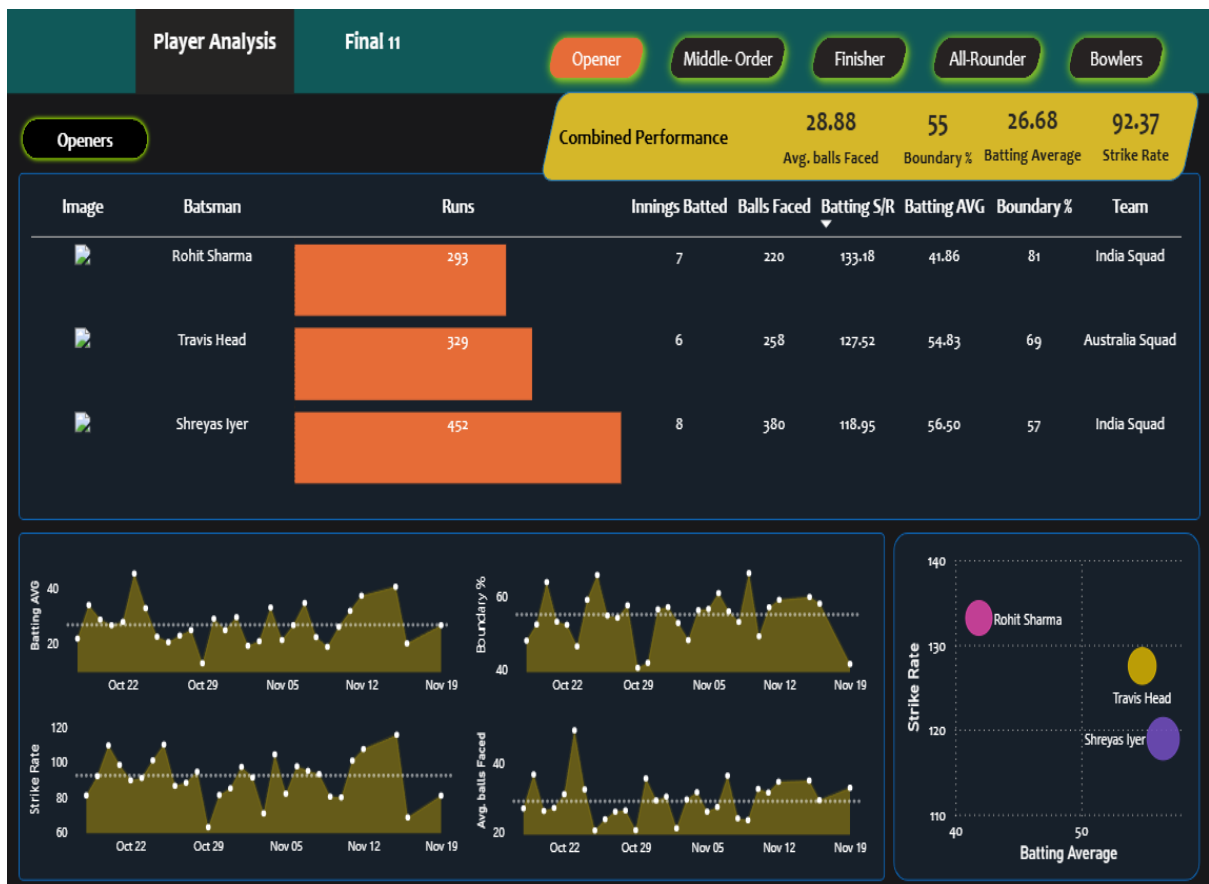 Player Analysis Final 11
Opener Middle- Order Finisher All-Rounder Bowlers
Openers
Combined Performance
28.88 55 26.68 92.37
Avg. balls Faced Boundary % Batting Average Strike Rate
Image Batsman Runs Innings Batted Balls Faced Batting S/R Batting AVG Boundary % Team
Rohit Sharma 293 7 220 133.18 41.86 81 India Squad
Travis Head 329 6 258 127.52 54.83 69 Australia Squad
Shreyas Iyer 452 8 380 118.95 56.50 57 India Squad
Batting AVG
40
20
Oct 22 Oct 29 Nov 05 Nov 12 Nov 19
Boundary %
60
40
Oct 22 Oct 29 Nov 05 Nov 12 Nov 19
Strike Rate
120
100
80
60
Oct 22 Oct 29 Nov 05 Nov 12 Nov 19
Avg. balls Faced
40
20
Oct 22 Oct 29 Nov 05 Nov 12 Nov 19
Strike Rate
140
130
120
110
Rohit Sharma
Travis Head
Shreyas Iyer
40 50
Batting Average